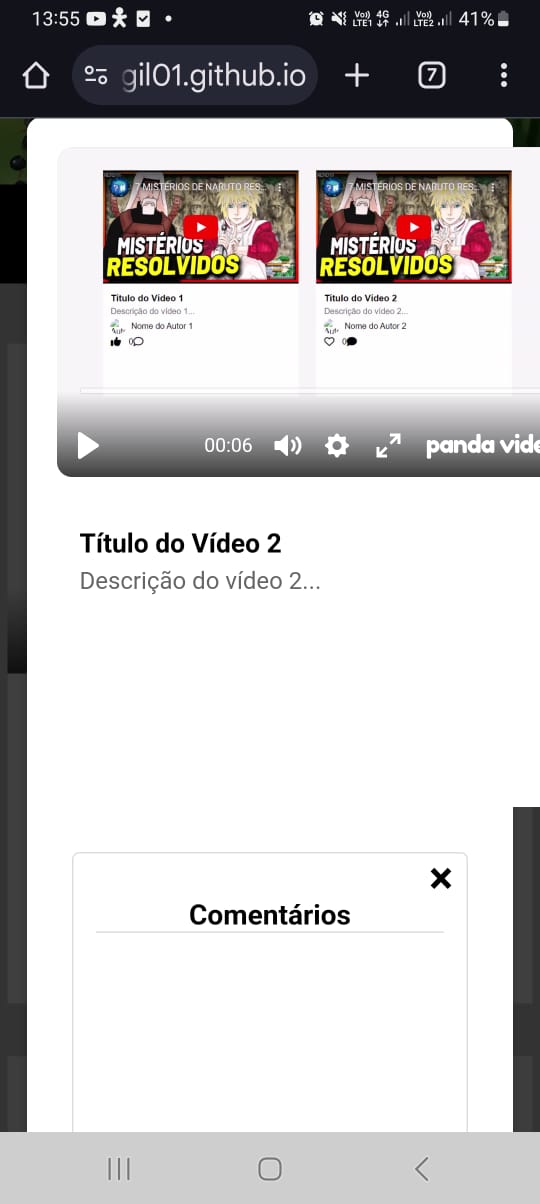 13:55
Vo)) 4G Vo))
LTE1 LTE2 41%
gil01.github.io
7
7 MISTÉRIOS DE NARUTO RES...
7 MISTÉRIOS DE NARUTO RES...
MISTÉRIOS
RESOLVIDOS
MISTÉRIOS
RESOLVIDOS
Título do Vídeo 1
Descrição do vídeo 1...
Nome do Autor 1
0
Título do Vídeo 2
Descrição do vídeo 2...
Nome do Autor 2
0
00:06
panda vide
Título do Vídeo 2
Descrição do vídeo 2...
Comentários